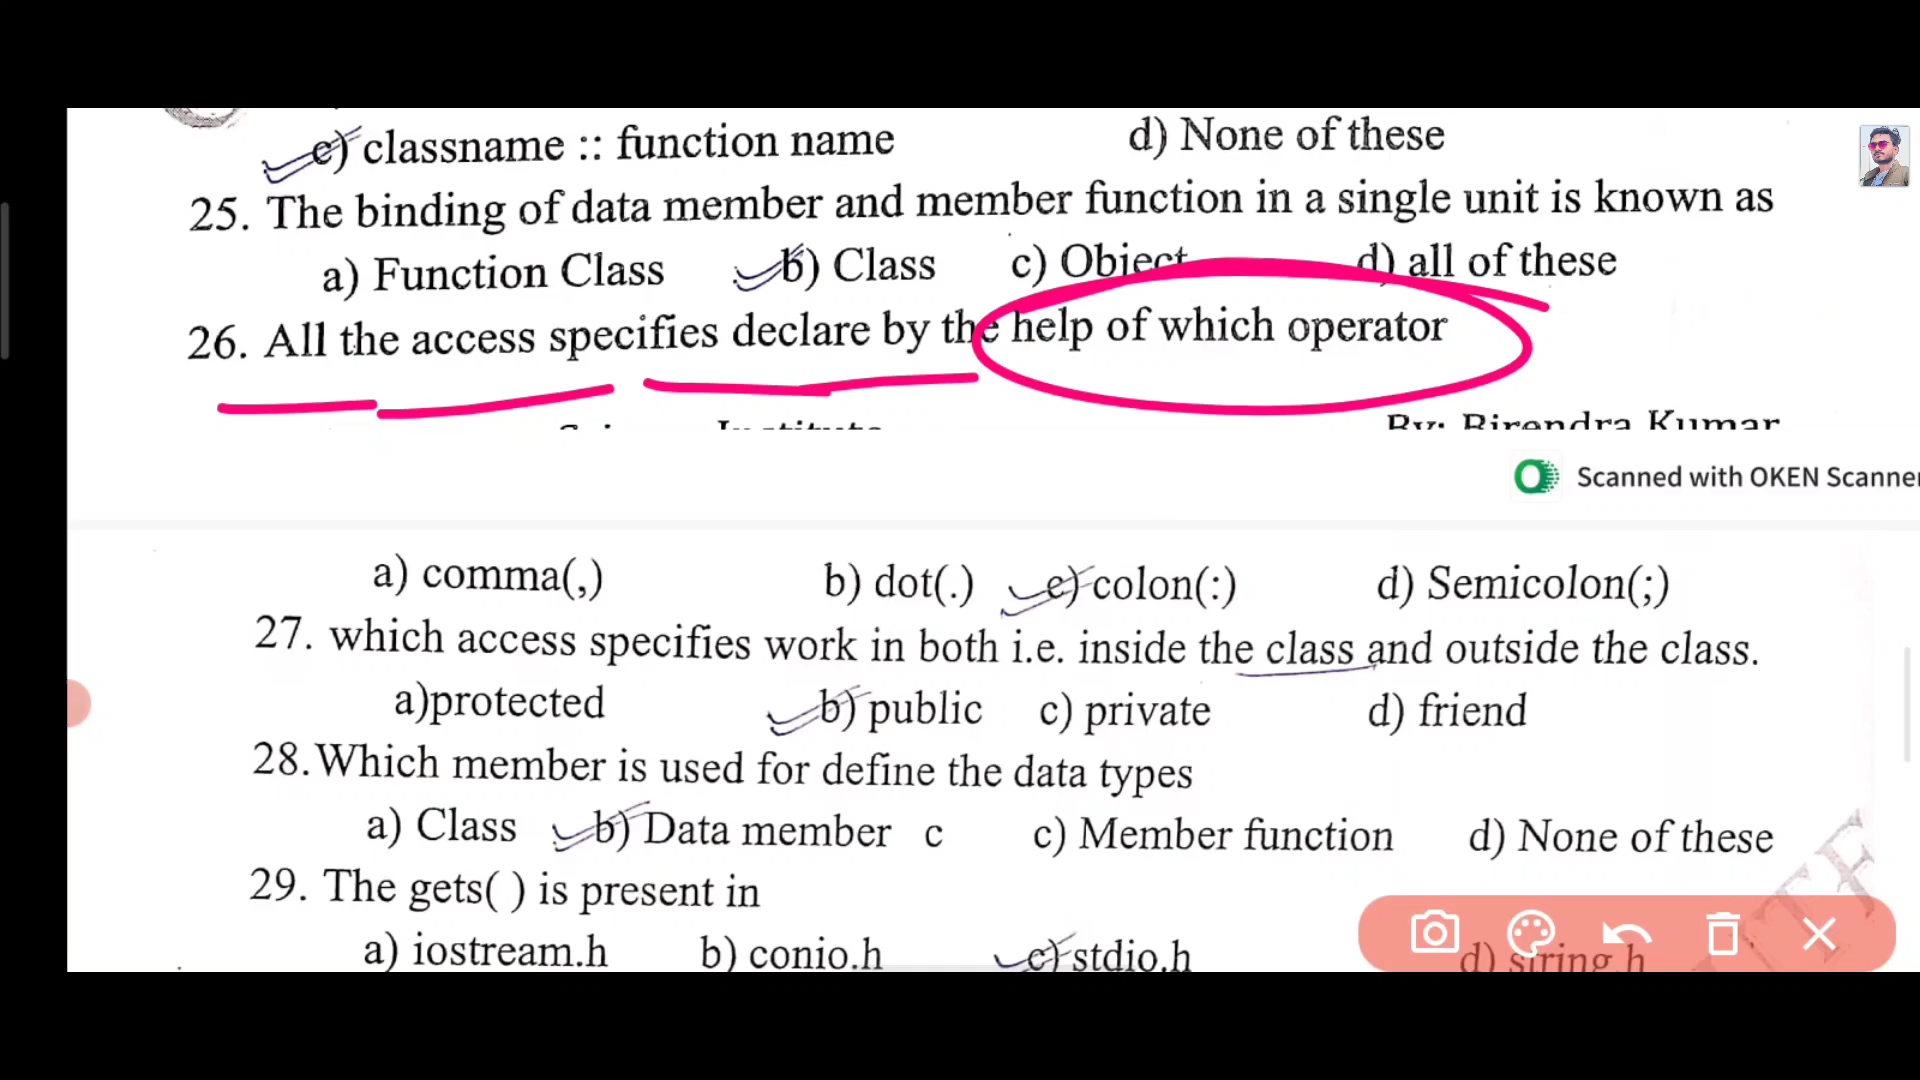 c) classname :: function name d) None of these
25. The binding of data member and member function in a single unit is known as
a) Function Class b) Class c) Object d) all of these
26. All the access specifies declare by the help of which operator
By: Birendra Kumar
Scanned with OKEN Scanner
a) comma(,) b) dot(.) c) colon(:) d) Semicolon(;)
27. which access specifies work in both i.e. inside the class and outside the class.
a)protected b) public c) private d) friend
28. Which member is used for define the data types
a) Class b) Data member c c) Member function d) None of these
29. The gets( ) is present in
a) iostream.h b) conio.h c) stdio.h d) string.h